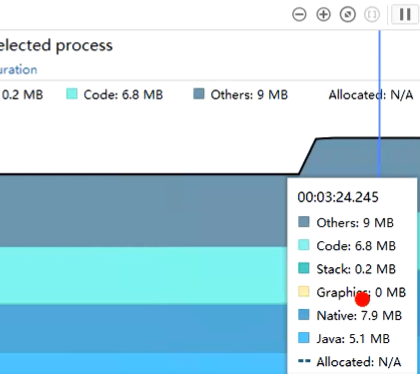 elected process
uration
0.2 MB Code: 6.8 MB Others: 9 MB Allocated: N/A
00:03:24.245
Others: 9 MB
Code: 6.8 MB
Stack: 0.2 MB
Graphics: 0 MB
Native: 7.9 MB
Java: 5.1 MB
Allocated: N/A